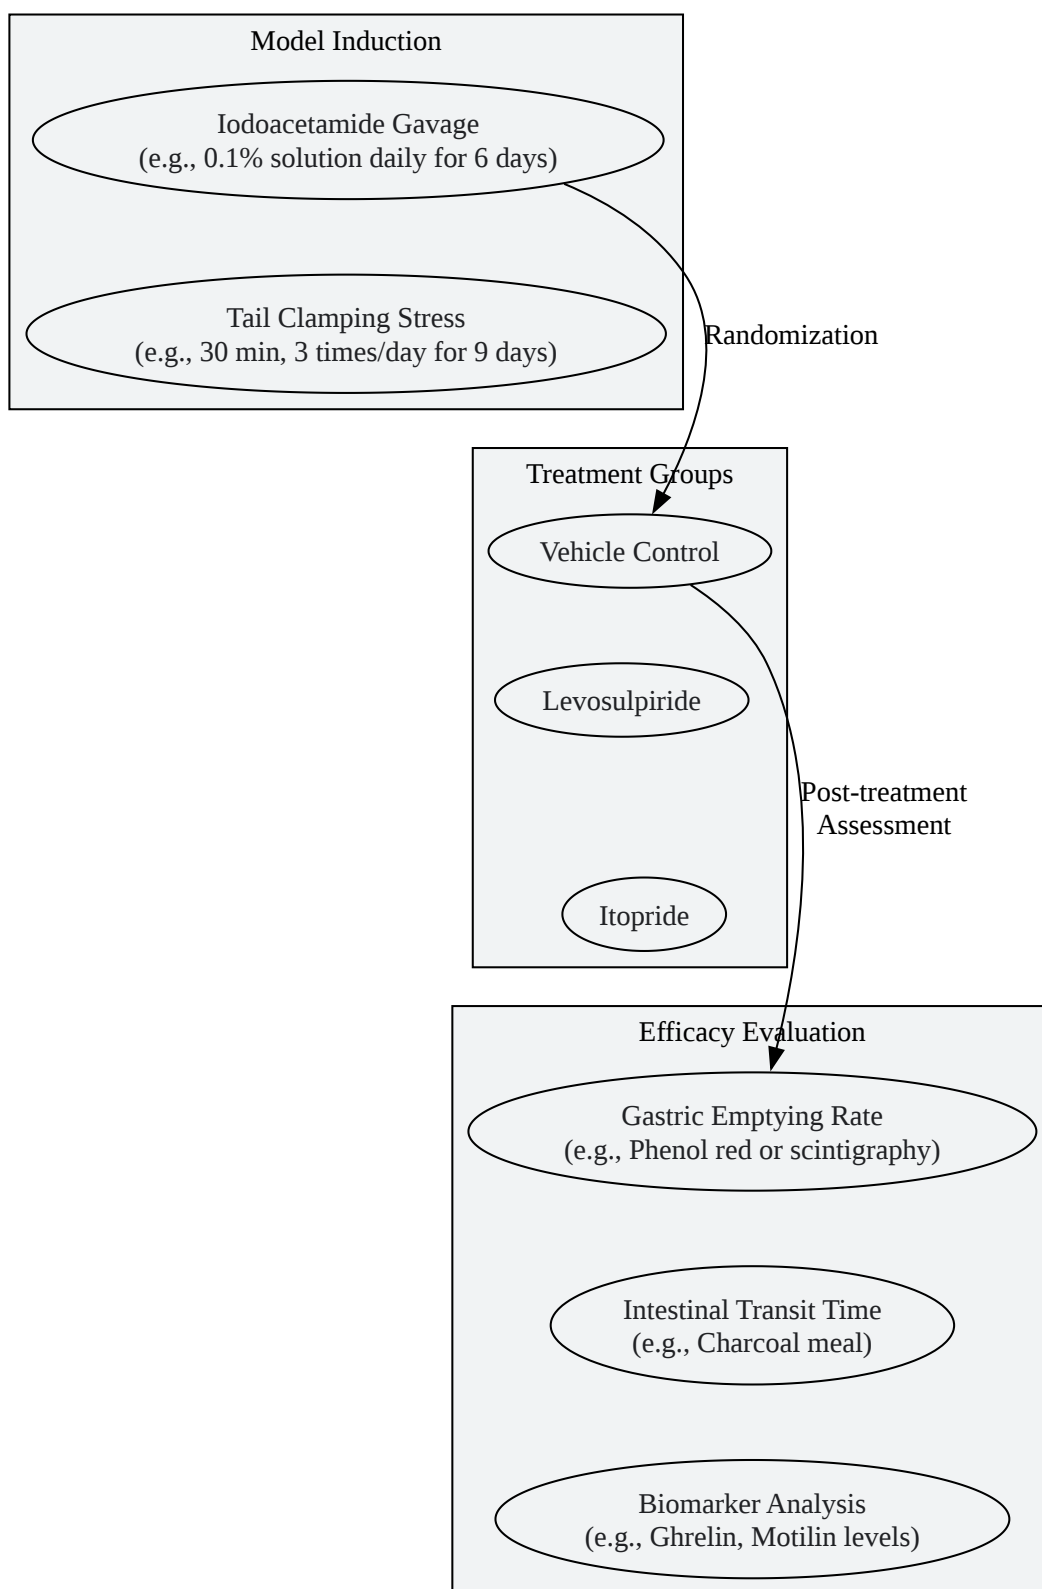 Model Induction
Iodoacetamide Gavage
(e.g., 0.1% solution daily for 6 days)
Tail Clamping Stress
(e.g., 30 min, 3 times/day for 9 days)
Randomization
Treatment Groups
Vehicle Control
Levosulpiride
Post-treatment
Assessment
Itopride
Efficacy Evaluation
Gastric Emptying Rate
(e.g., Phenol red or scintigraphy)
Intestinal Transit Time
(e.g., Charcoal meal)
Biomarker Analysis
(e.g., Ghrelin, Motilin levels)